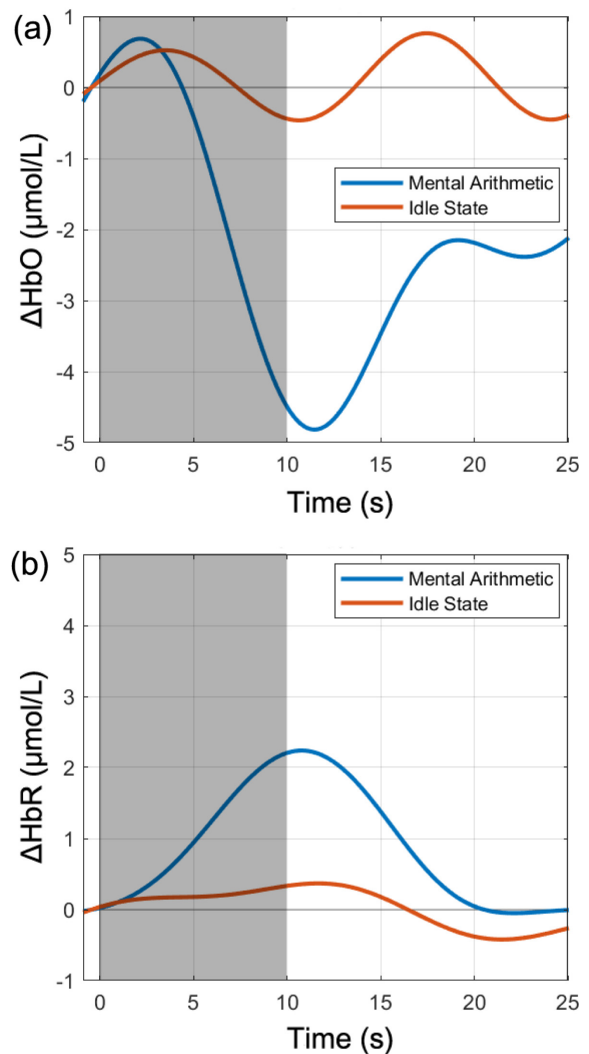 (a)
1
0
-1
-2
-3
-4
-5
ΔHbO (μmol/L)
Mental Arithmetic
Idle State
0 5 10 15 20 25
Time (s)
(b)
5
4
3
2
1
0
-1
ΔHbR (μmol/L)
Mental Arithmetic
Idle State
0 5 10 15 20 25
Time (s)